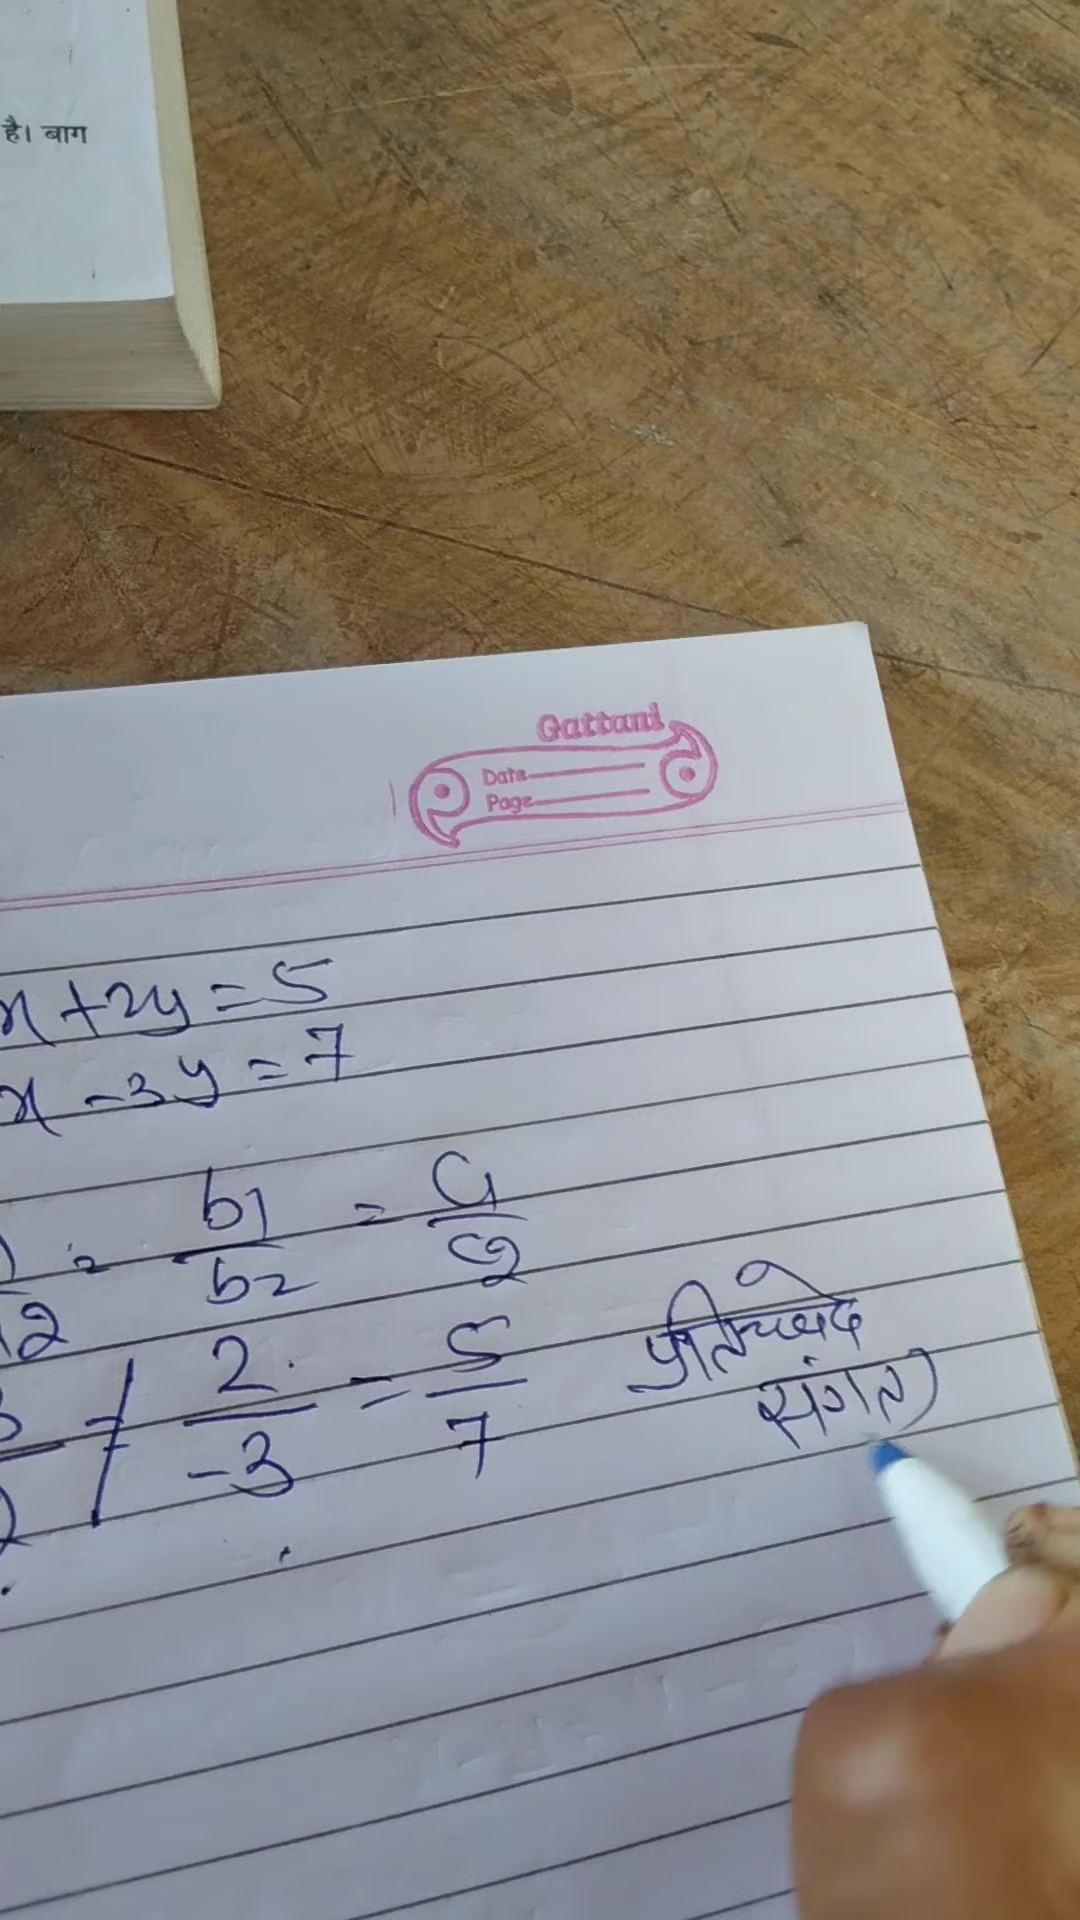 है। बाग
Gattani
Date
Page
x+2y=5
x-3y=7
= b1/b2 = c1/c2
≠ 2/-3 = 5/7
प्रतिच्छेद
संगत